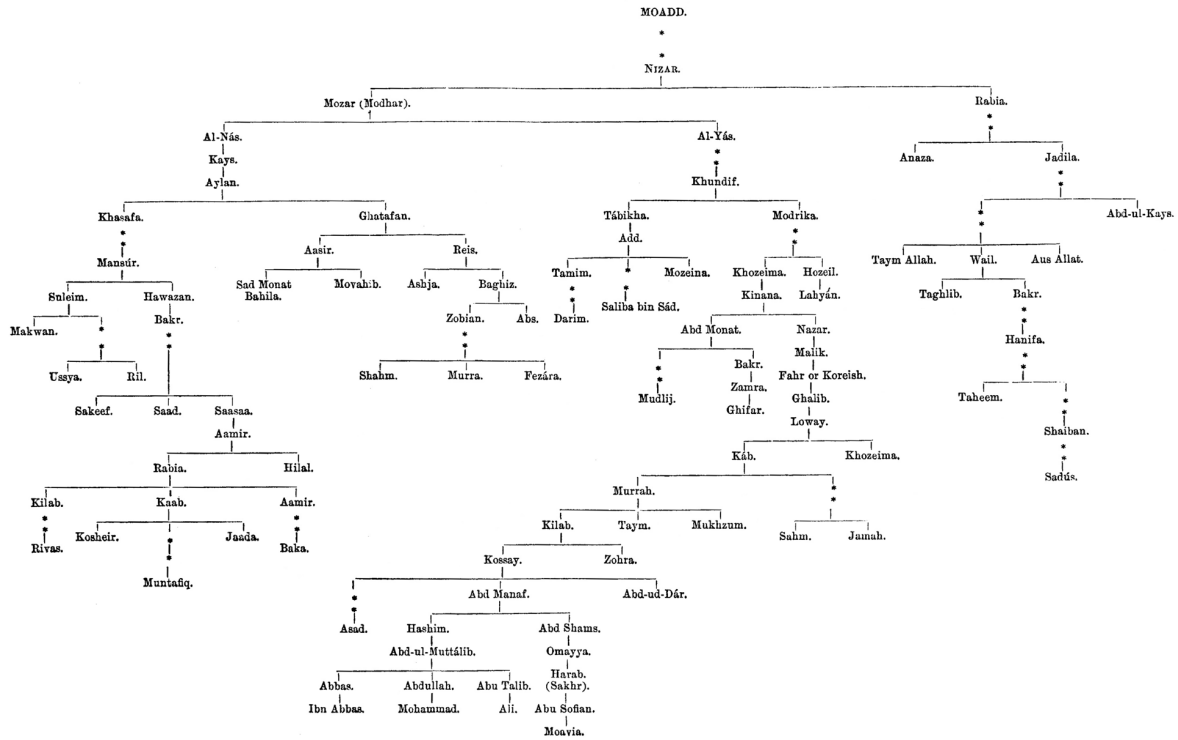 MOADD.
NIZAR.
Mozar (Modhar).
Rabia.
Al-Nás.
Al-Yás.
Kays.
Anaza.
Jadila.
Aylan.
Khundif.
Khasafa.
Ghatafan.
Tábikha.
Modrika.
Abd-ul-Kays.
Aasir.
Reis.
Add.
Mansúr.
Taym Allah.
Wail.
Aus Allat.
Sad Monat
Bahila.
Movahib.
Ashja.
Baghiz.
Tamim.
Mozeina.
Khozeima.
Hozeil.
Suleim.
Hawazan.
Kinana.
Lahyán.
Taghlib.
Bakr.
Saliba bin Sád.
Makwan.
Bakr.
Zobian.
Abs.
Darim.
Abd Monat.
Nazar.
Hanifa.
Malik.
Ussya.
Ril.
Shahm.
Murra.
Fezára.
Bakr.
Fahr or Koreish.
Mudlij.
Zamra.
Ghalib.
Taheem.
Sakeef.
Saad.
Saasaa.
Ghifar.
Loway.
Shaiban.
Aamir.
Káb.
Khozeima.
Rabia.
Hilal.
Sadús.
Murrah.
Kilab.
Kaab.
Aamir.
Kilab.
Taym.
Mukhzum.
Sahm.
Jamah.
Kosheir.
Jaada.
Rivas.
Baka.
Kossay.
Zohra.
Muntafiq.
Abd Manaf.
Abd-ud-Dár.
Asad.
Hashim.
Abd Shams.
Abd-ul-Muttálib.
Omayya.
Harab.
(Sakhr).
Abbas.
Abdullah.
Abu Talib.
Ibn Abbas.
Mohammad.
Ali.
Abu Sofian.
Moavia.